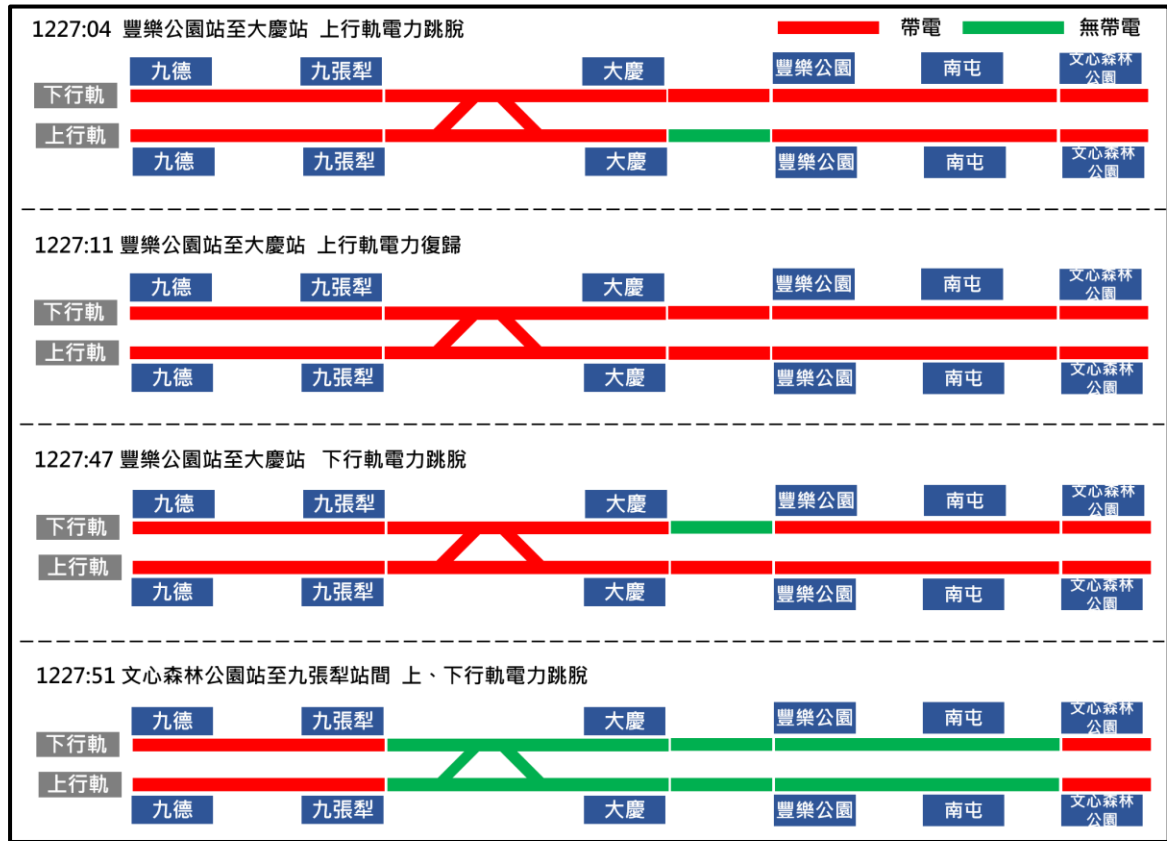 1227:04 豐樂公園站至大慶站 上行軌電力跳脫
帶電 無帶電
九德 九張犁 大慶 豐樂公園 南屯 文心森林
公園
下行軌
上行軌
九德 九張犁 大慶 豐樂公園 南屯 文心森林
公園
1227:11 豐樂公園站至大慶站 上行軌電力復歸
九德 九張犁 大慶 豐樂公園 南屯 文心森林
公園
下行軌
上行軌
九德 九張犁 大慶 豐樂公園 南屯 文心森林
公園
1227:47 豐樂公園站至大慶站 下行軌電力跳脫
九德 九張犁 大慶 豐樂公園 南屯 文心森林
公園
下行軌
上行軌
九德 九張犁 大慶 豐樂公園 南屯 文心森林
公園
1227:51 文心森林公園站至九張犁站間 上、下行軌電力跳脫
九德 九張犁 大慶 豐樂公園 南屯 文心森林
公園
下行軌
上行軌
九德 九張犁 大慶 豐樂公園 南屯 文心森林
公園